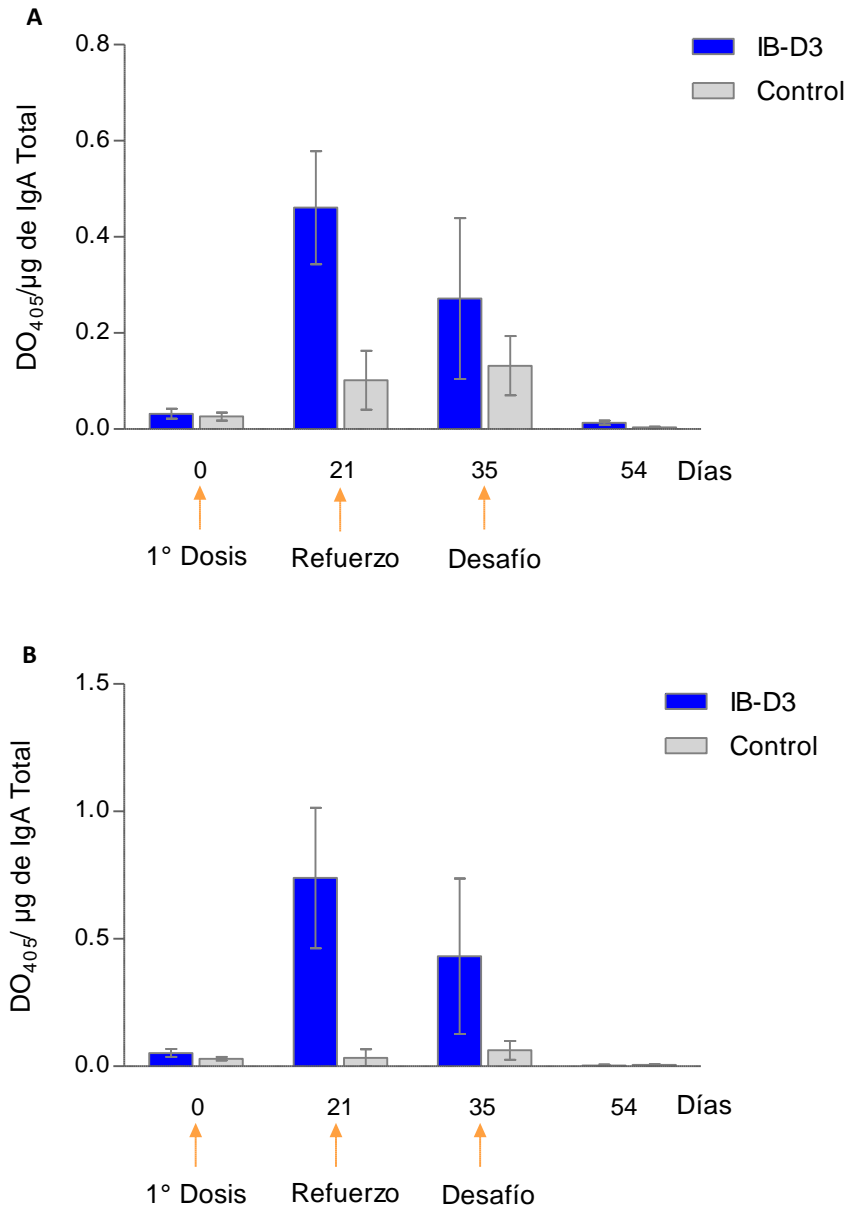 A
0.8
IB-D3
Control
0.6
0.4
0.2
0.0
DO405/µg de IgA Total
0 21 35 54 Días
1° Dosis Refuerzo Desafío
B
1.5
IB-D3
Control
1.0
0.5
0.0
DO405/ µg de IgA Total
0 21 35 54 Días
1° Dosis Refuerzo Desafío